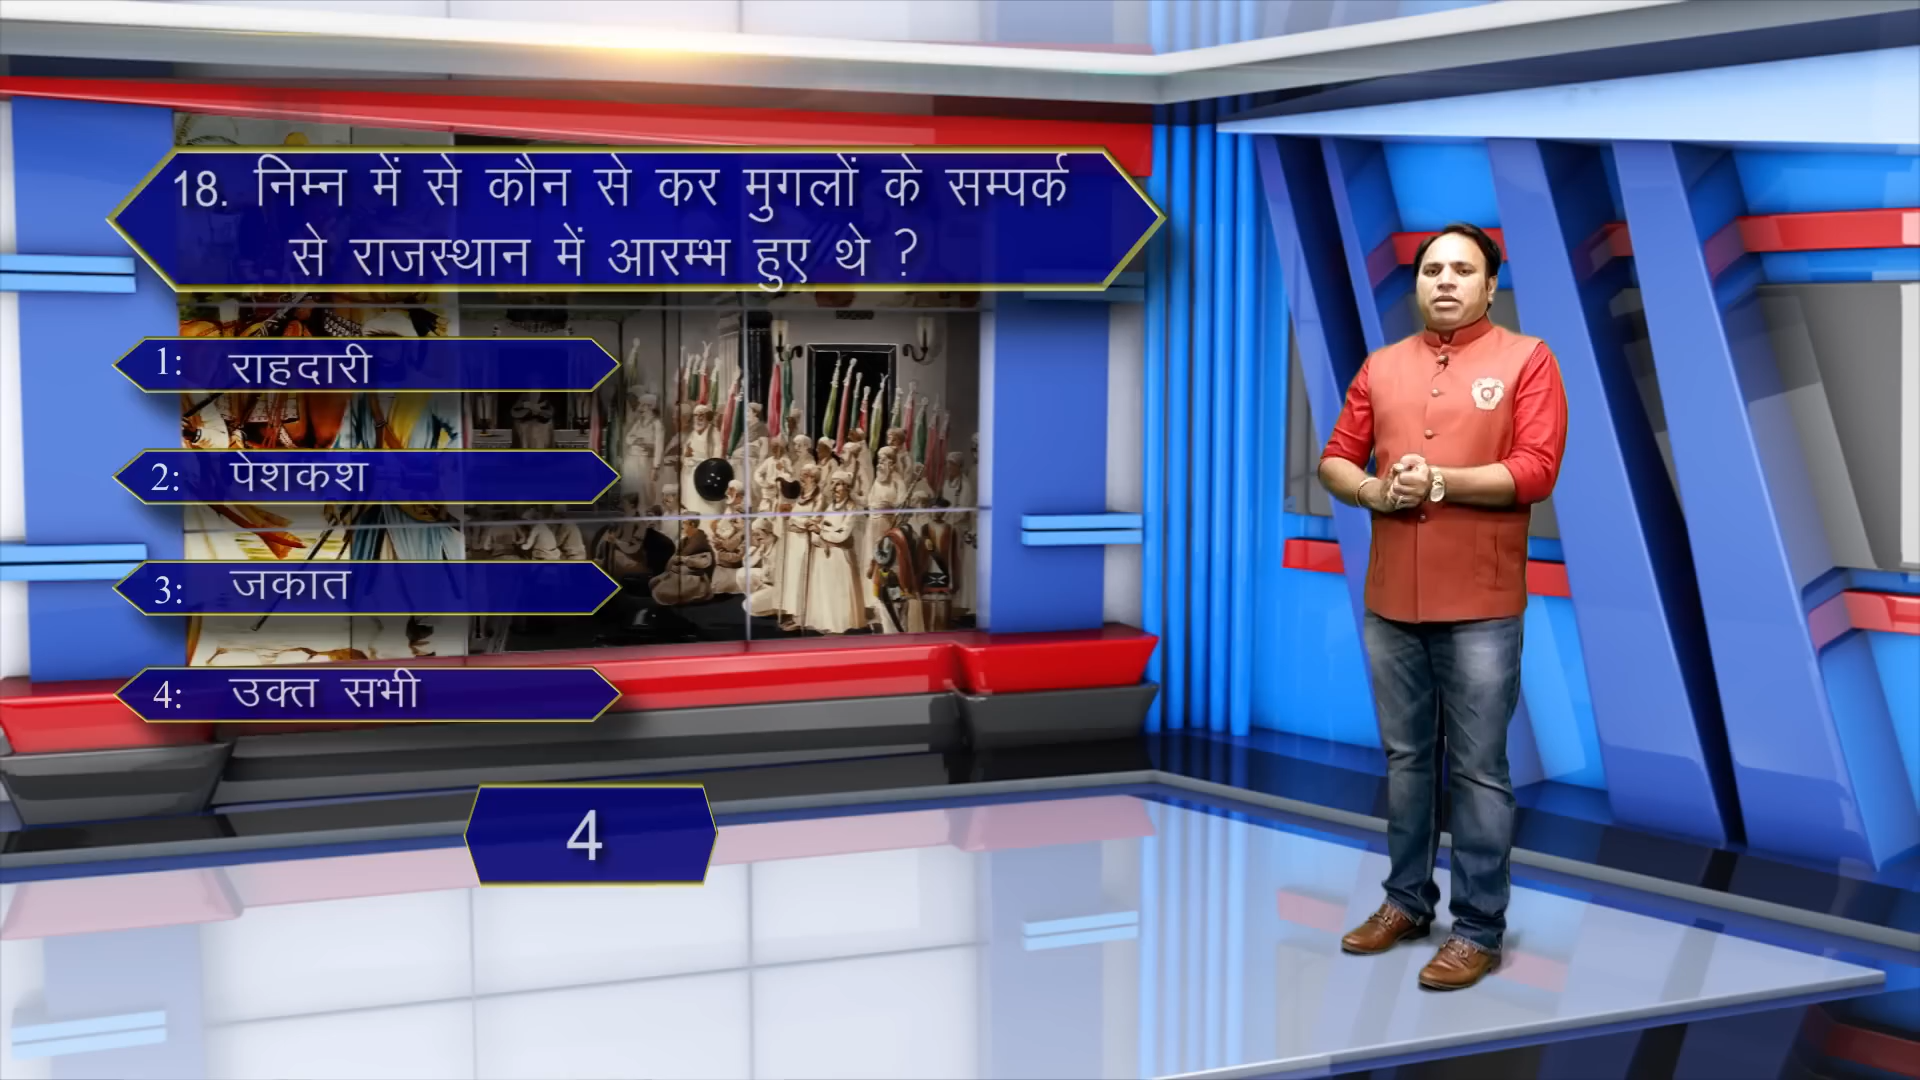 18. निम्न में से कौन से कर मुगलों के सम्पर्क
से राजस्थान में आरम्भ हुए थे ?
1: राहदारी
2: पेशकश
3: जकात
4: उक्त सभी
4